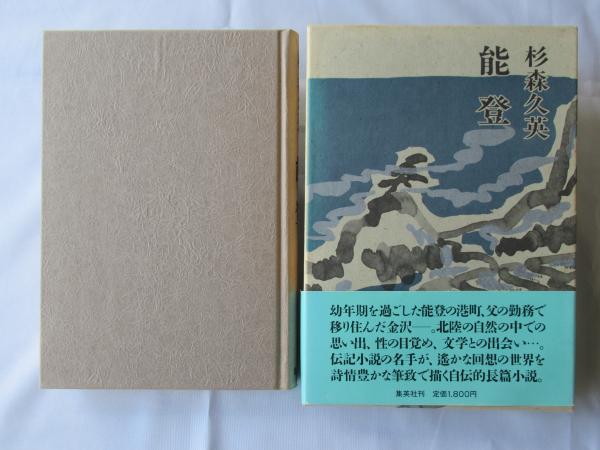 杉森久英
能登
幼年期を過ごした能登の港町、父の勤務で
移り住んだ金沢──。北陸の自然の中での
思い出、性の目覚め、文学との出会い…。
伝記小説の名手が、遙かな回想の世界を
詩情豊かな筆致で描く自伝的長篇小説。
集英社刊 定価1,800円